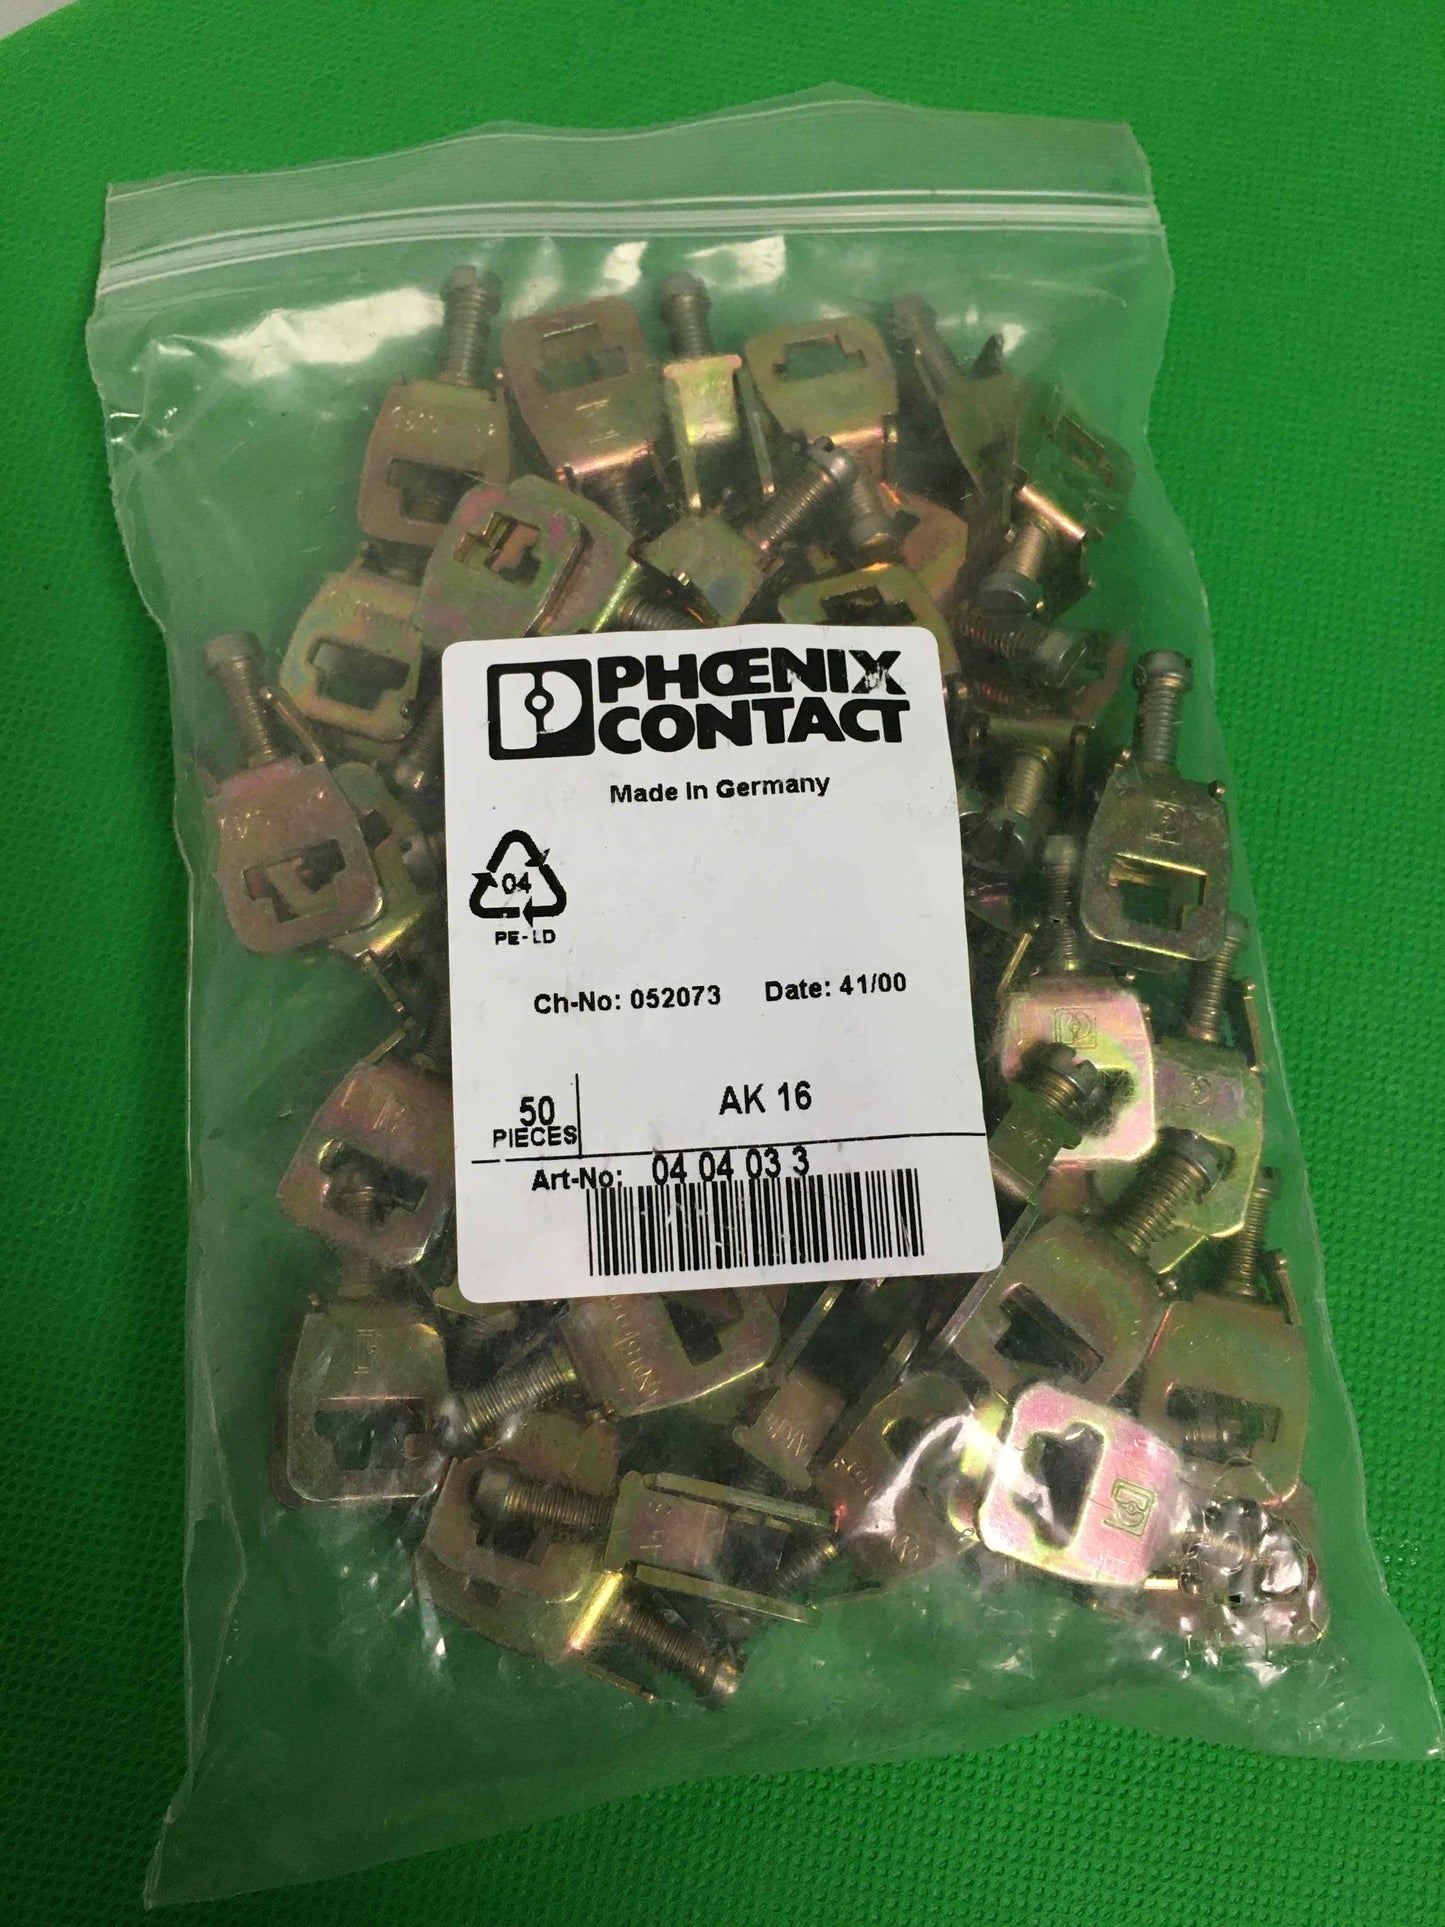 PHŒNIX
CONTACT
Made in Germany
04
PE-LD
Ch-No: 052073 Date: 41/00
50
PIECES
AK 16
Art-No: 04 04 03 3